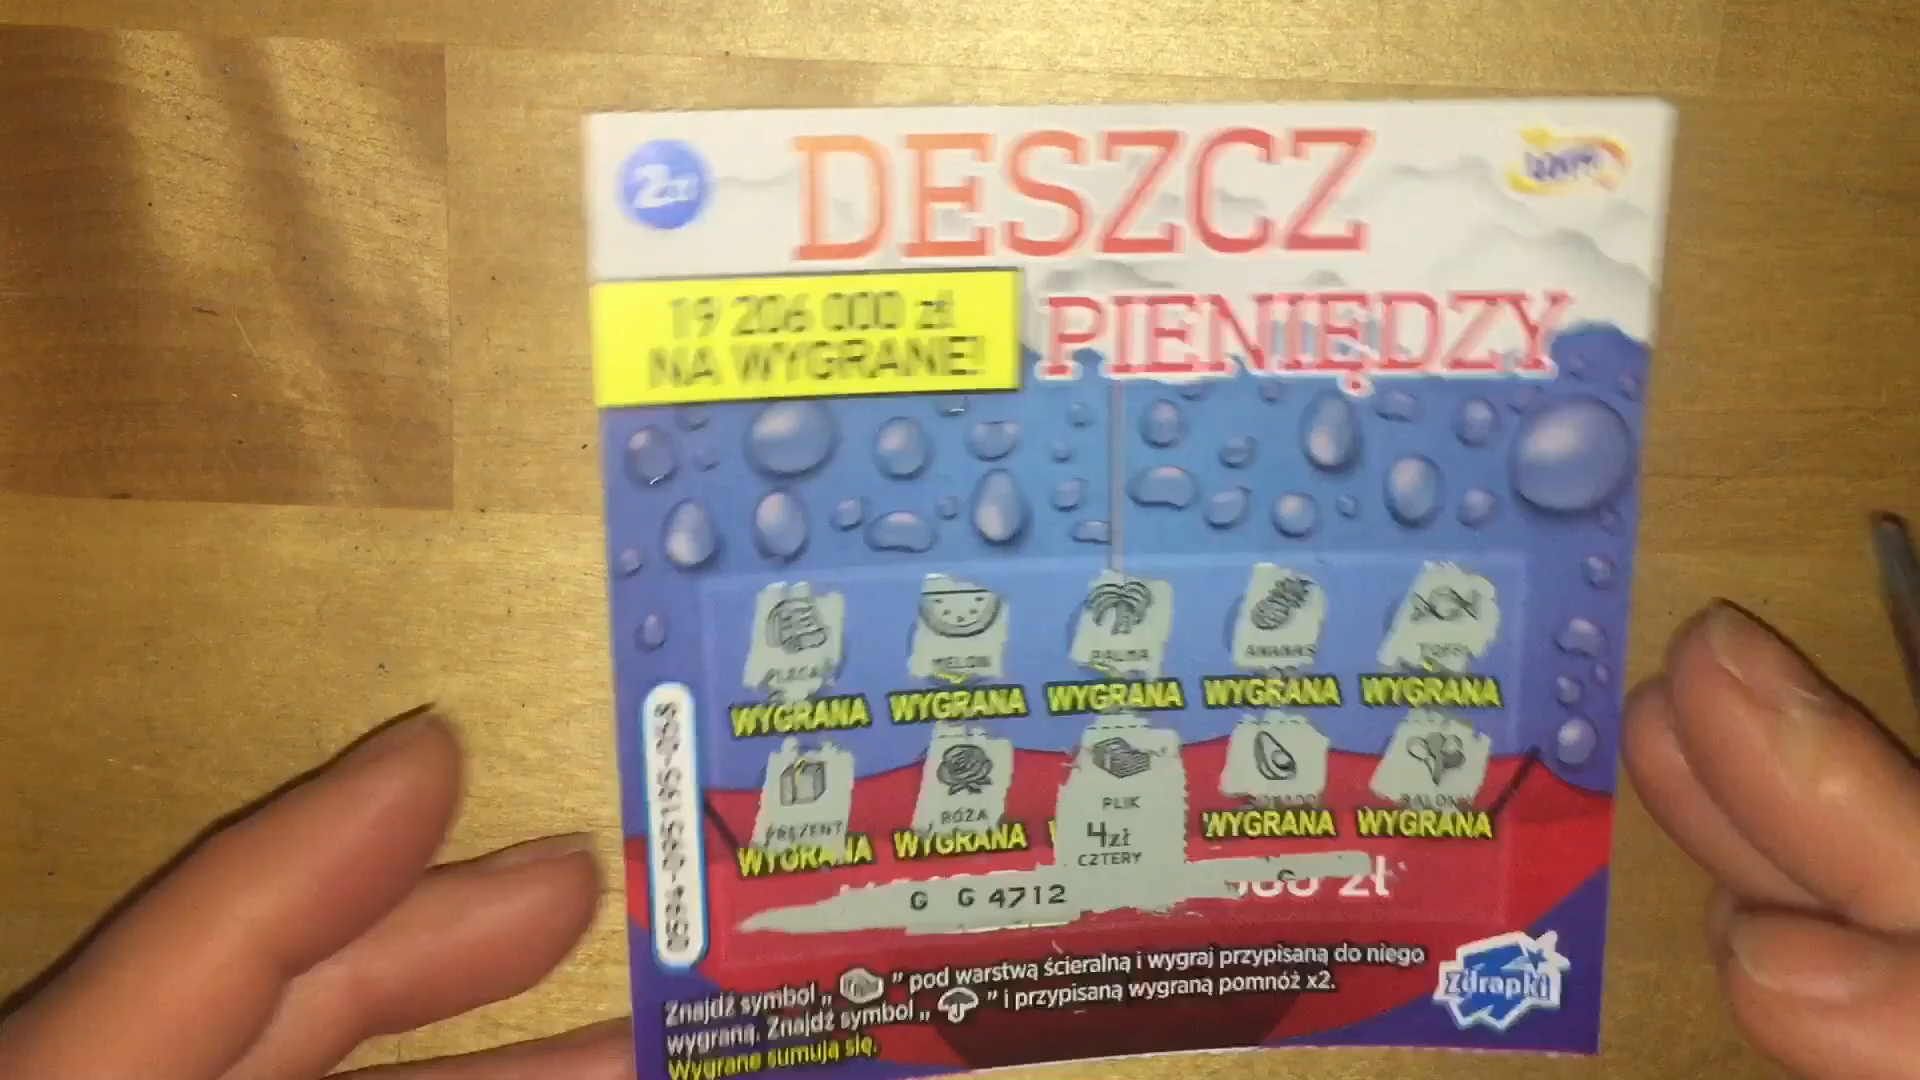 2zł
DESZCZ
19 206 000 zł
NA WYGRANE!
PIENIĘDZY
MELON PALMA ANANAS
WYGRANA WYGRANA WYGRANA WYGRANA WYGRANA
PREZENT RÓŻA PLIK BALONY
WYGRANA WYGRANA 4zł WYGRANA WYGRANA
CZTERY
G G 4712
zł
Znajdź symbol „ ” pod warstwą ścieralną i wygraj przypisaną do niego
wygraną. Znajdź symbol „ ” i przypisaną wygraną pomnóż x2.
Wygrane sumują się.
Zdrapki